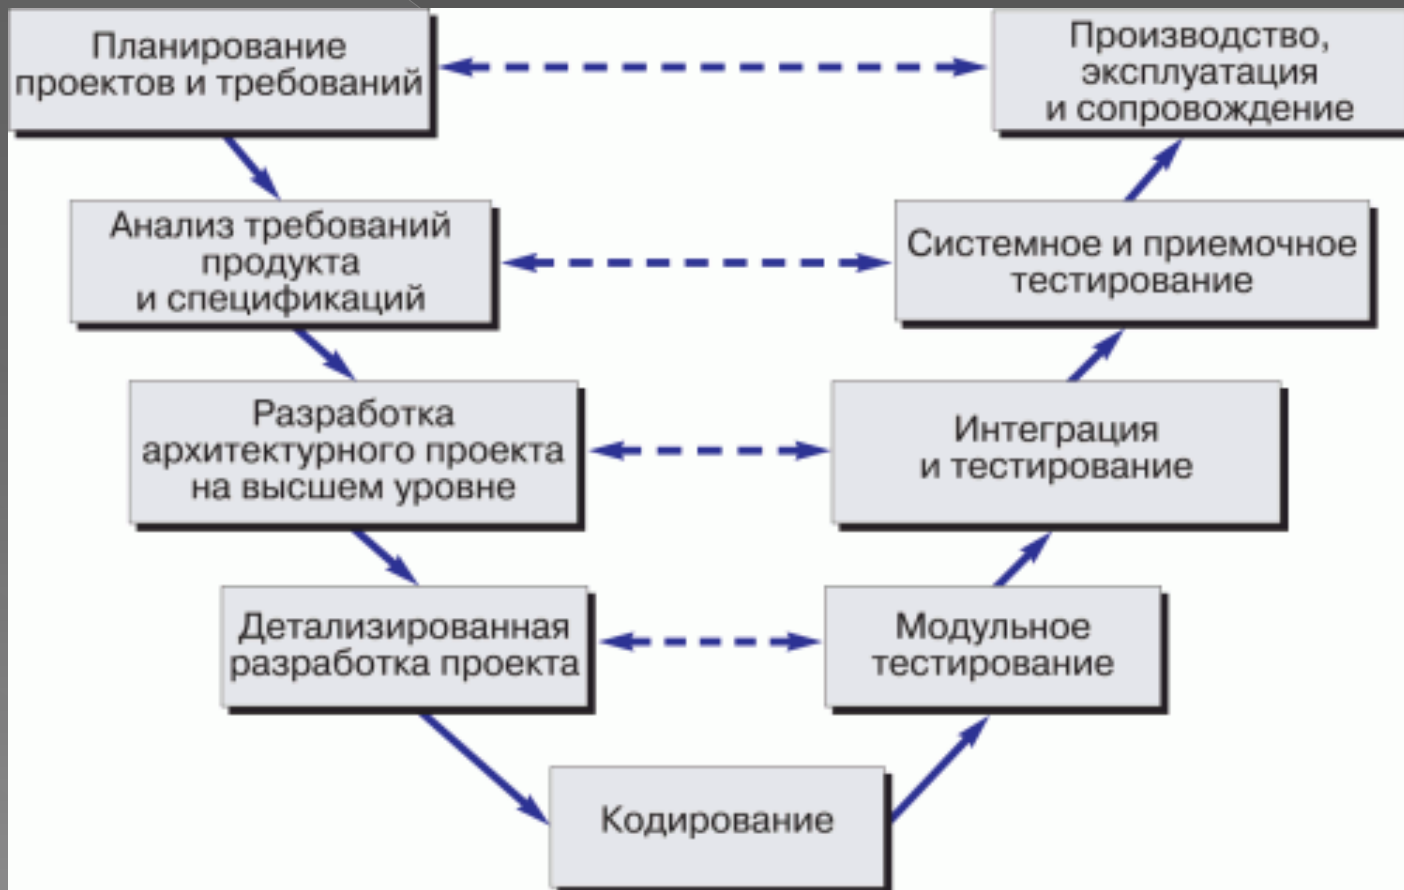 Планирование
проектов и требований
Производство,
эксплуатация
и сопровождение
Анализ требований
продукта
и спецификаций
Системное и приемочное
тестирование
Разработка
архитектурного проекта
на высшем уровне
Интеграция
и тестирование
Детализированная
разработка проекта
Модульное
тестирование
Кодирование